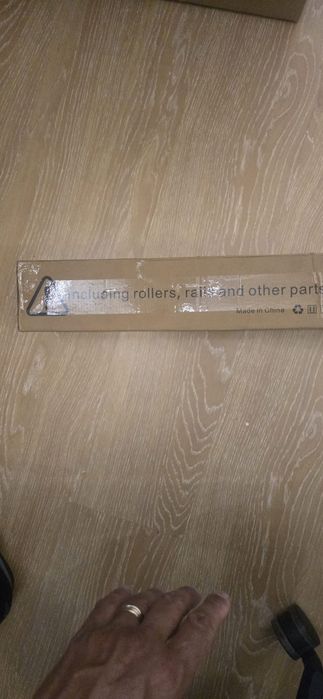 including rollers, rails and other parts
Made in China